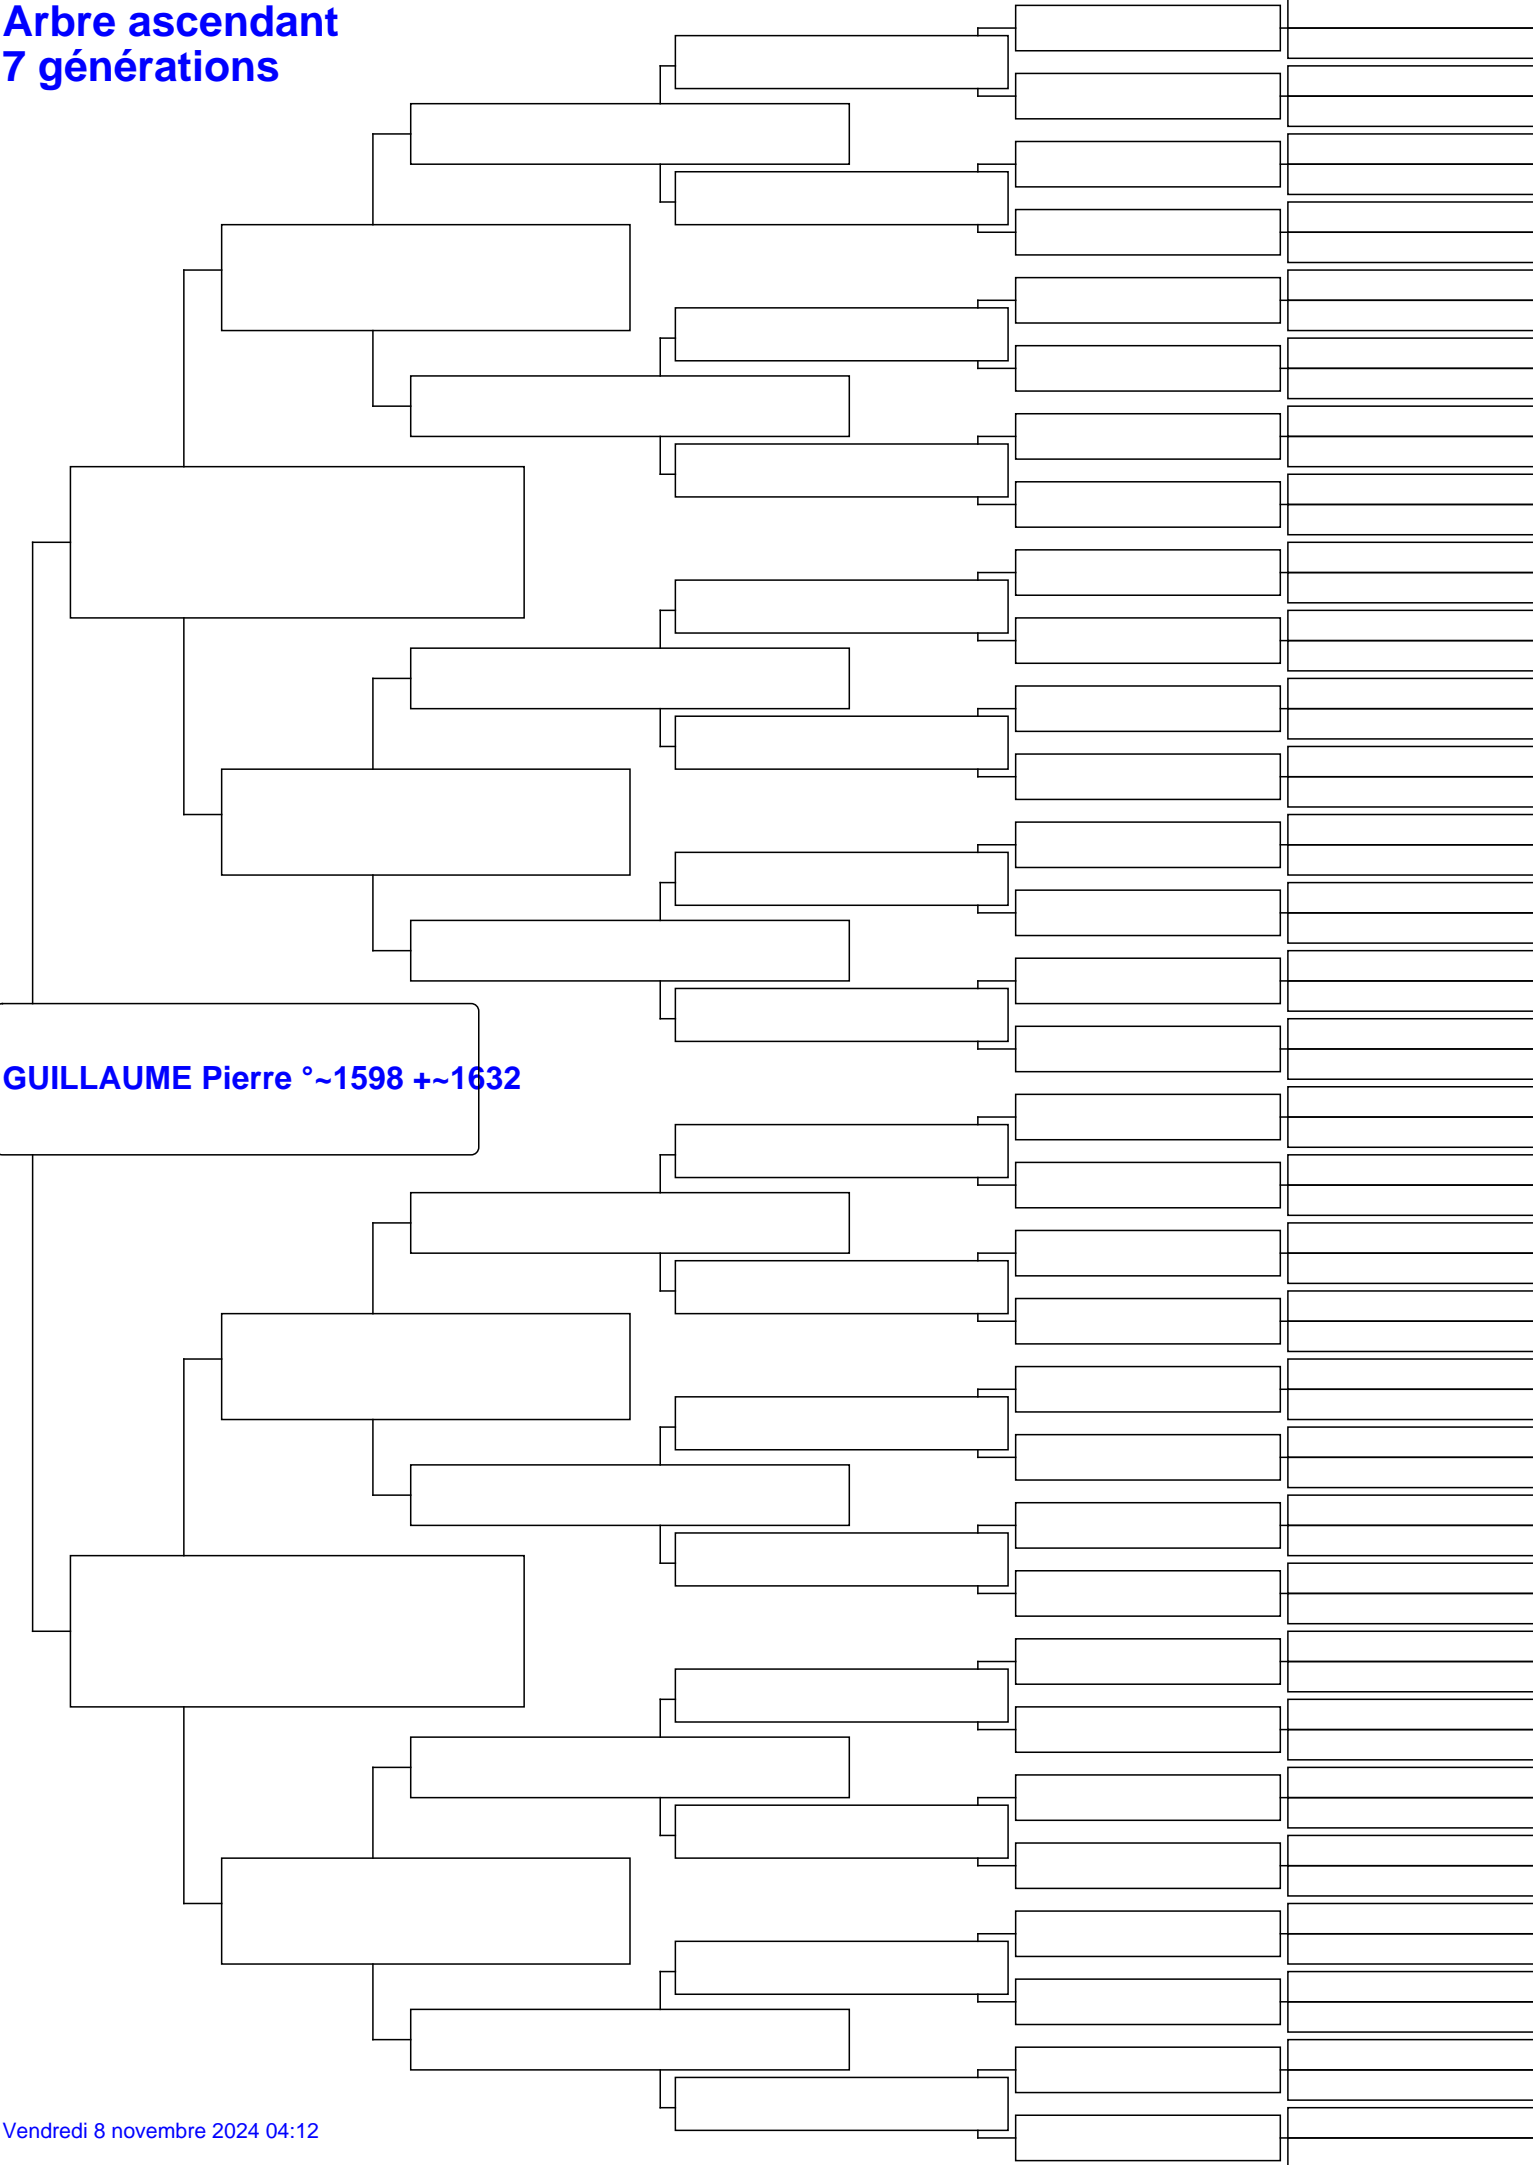 Arbre ascendant
7 générations
GUILLAUME Pierre °~1598 +~1632
Vendredi 8 novembre 2024 04:12